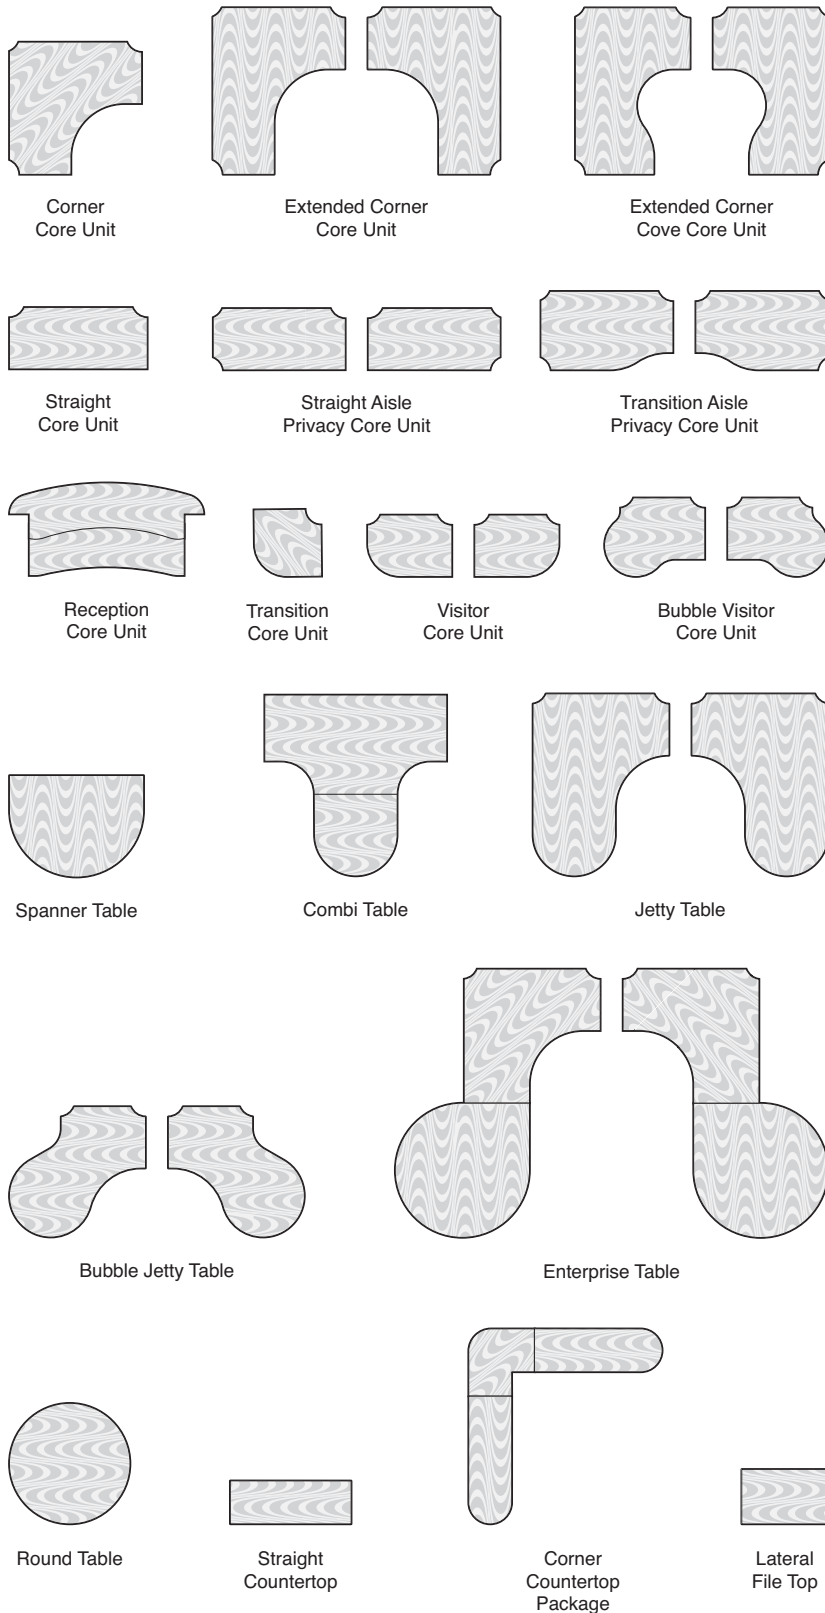 Corner
Core Unit
Extended Corner
Core Unit
Extended Corner
Cove Core Unit
Straight
Core Unit
Straight Aisle
Privacy Core Unit
Transition Aisle
Privacy Core Unit
Reception
Core Unit
Transition
Core Unit
Visitor
Core Unit
Bubble Visitor
Core Unit
Spanner Table
Combi Table
Jetty Table
Bubble Jetty Table
Enterprise Table
Round Table
Straight
Countertop
Corner
Countertop
Package
Lateral
File Top